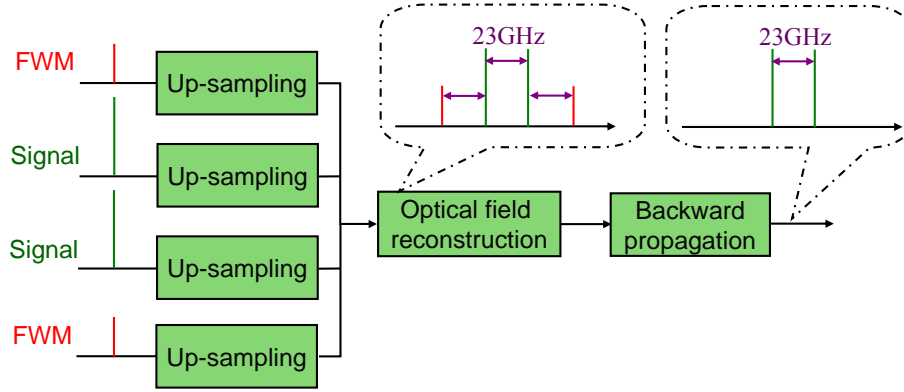 FWM
Up-sampling
Signal
Up-sampling
Signal
Up-sampling
FWM
Up-sampling
23GHz
Optical field
reconstruction
Backward
propagation
23GHz